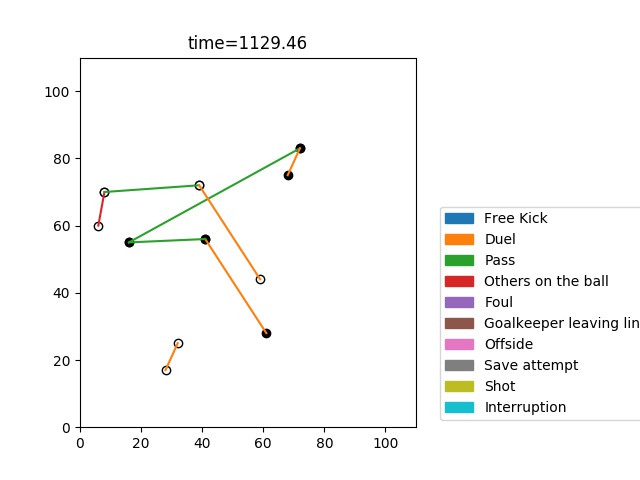 time=1129.46
100
80
60
40
20
0
0 20 40 60 80 100
Free Kick
Duel
Pass
Others on the ball
Foul
Goalkeeper leaving lin
Offside
Save attempt
Shot
Interruption